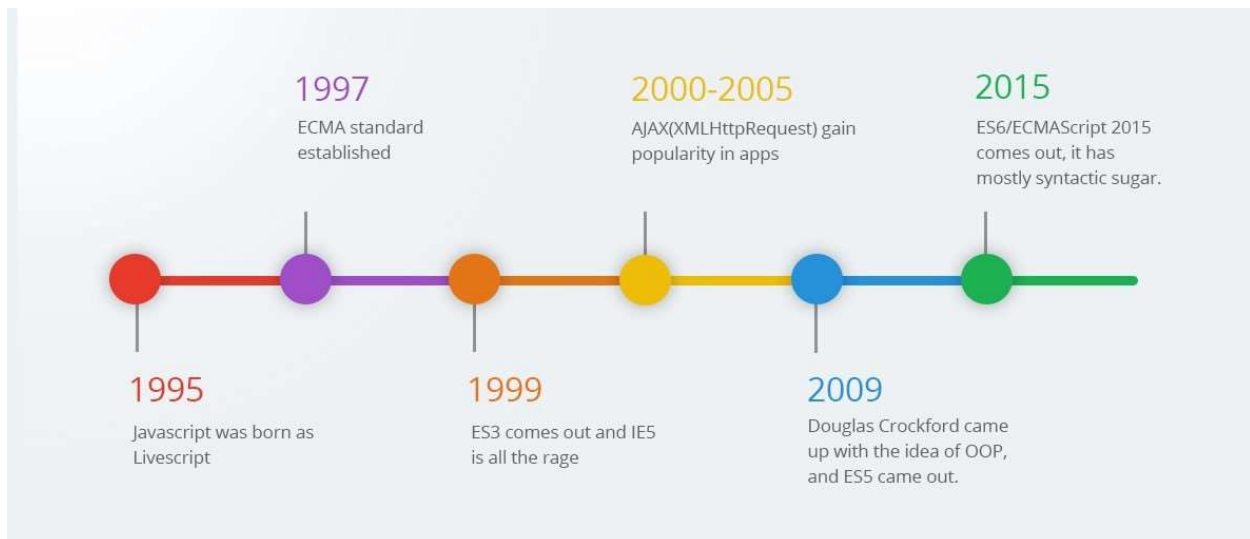 1997
ECMA standard
established
2000-2005
AJAX(XMLHttpRequest) gain
popularity in apps
2015
ES6/ECMAScript 2015
comes out, it has
mostly syntactic sugar.
1995
Javascript was born as
Livescript
1999
ES3 comes out and IE5
is all the rage
2009
Douglas Crockford came
up with the idea of OOP,
and ES5 came out.